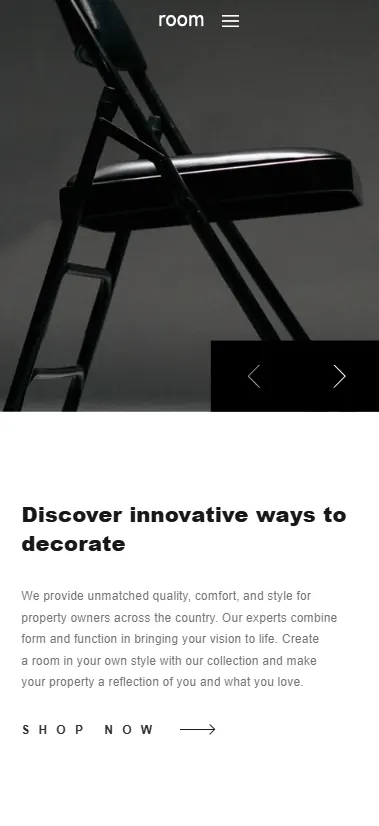 room
Discover innovative ways to
decorate
We provide unmatched quality, comfort, and style for
property owners across the country. Our experts combine
form and function in bringing your vision to life. Create
a room in your own style with our collection and make
your property a reflection of you and what you love.
SHOP NOW